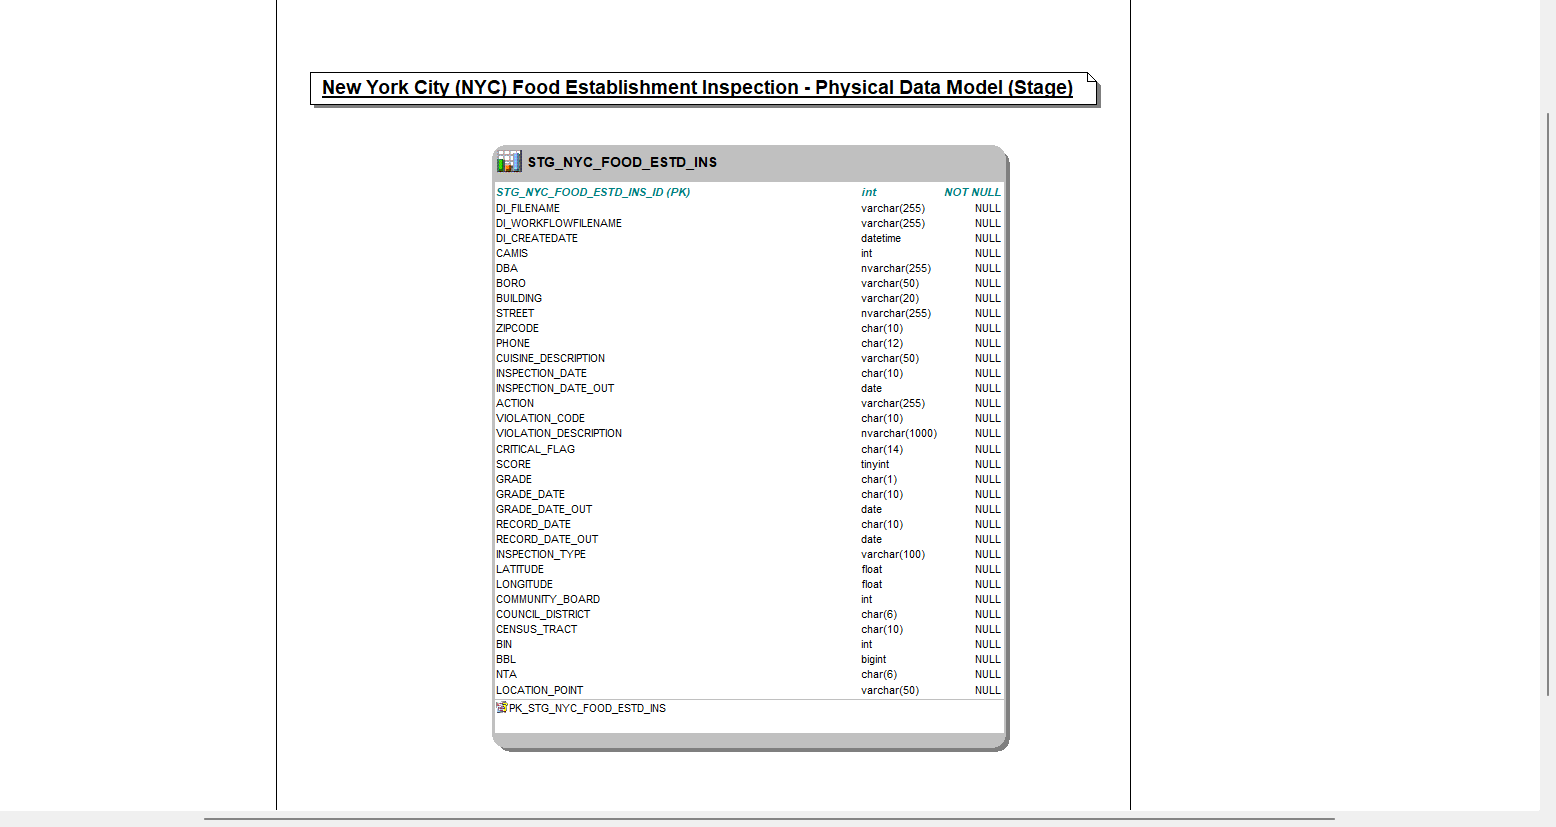 New York City (NYC) Food Establishment Inspection - Physical Data Model (Stage)
STG_NYC_FOOD_ESTD_INS
STG_NYC_FOOD_ESTD_INS_ID (PK) int NOT NULL
DI_FILENAME varchar(255) NULL
DI_WORKFLOWFILENAME varchar(255) NULL
DI_CREATEDATE datetime NULL
CAMIS int NULL
DBA nvarchar(255) NULL
BORO varchar(50) NULL
BUILDING varchar(20) NULL
STREET nvarchar(255) NULL
ZIPCODE char(10) NULL
PHONE char(12) NULL
CUISINE_DESCRIPTION varchar(50) NULL
INSPECTION_DATE char(10) NULL
INSPECTION_DATE_OUT date NULL
ACTION varchar(255) NULL
VIOLATION_CODE char(10) NULL
VIOLATION_DESCRIPTION nvarchar(1000) NULL
CRITICAL_FLAG char(14) NULL
SCORE tinyint NULL
GRADE char(1) NULL
GRADE_DATE char(10) NULL
GRADE_DATE_OUT date NULL
RECORD_DATE char(10) NULL
RECORD_DATE_OUT date NULL
INSPECTION_TYPE varchar(100) NULL
LATITUDE float NULL
LONGITUDE float NULL
COMMUNITY_BOARD int NULL
COUNCIL_DISTRICT char(6) NULL
CENSUS_TRACT char(10) NULL
BIN int NULL
BBL bigint NULL
NTA char(6) NULL
LOCATION_POINT varchar(50) NULL
PK_STG_NYC_FOOD_ESTD_INS